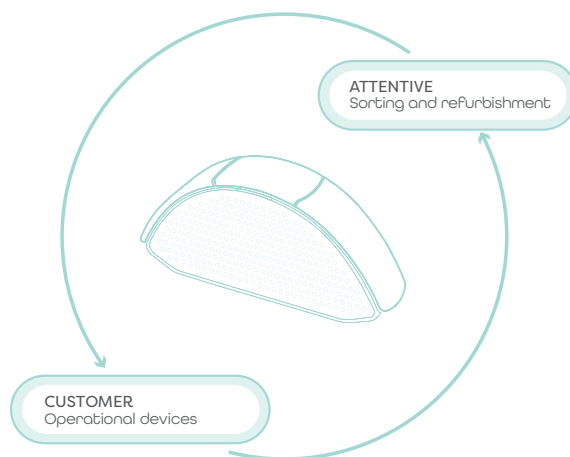 ATTENTIVE
Sorting and refurbishment
CUSTOMER
Operational devices